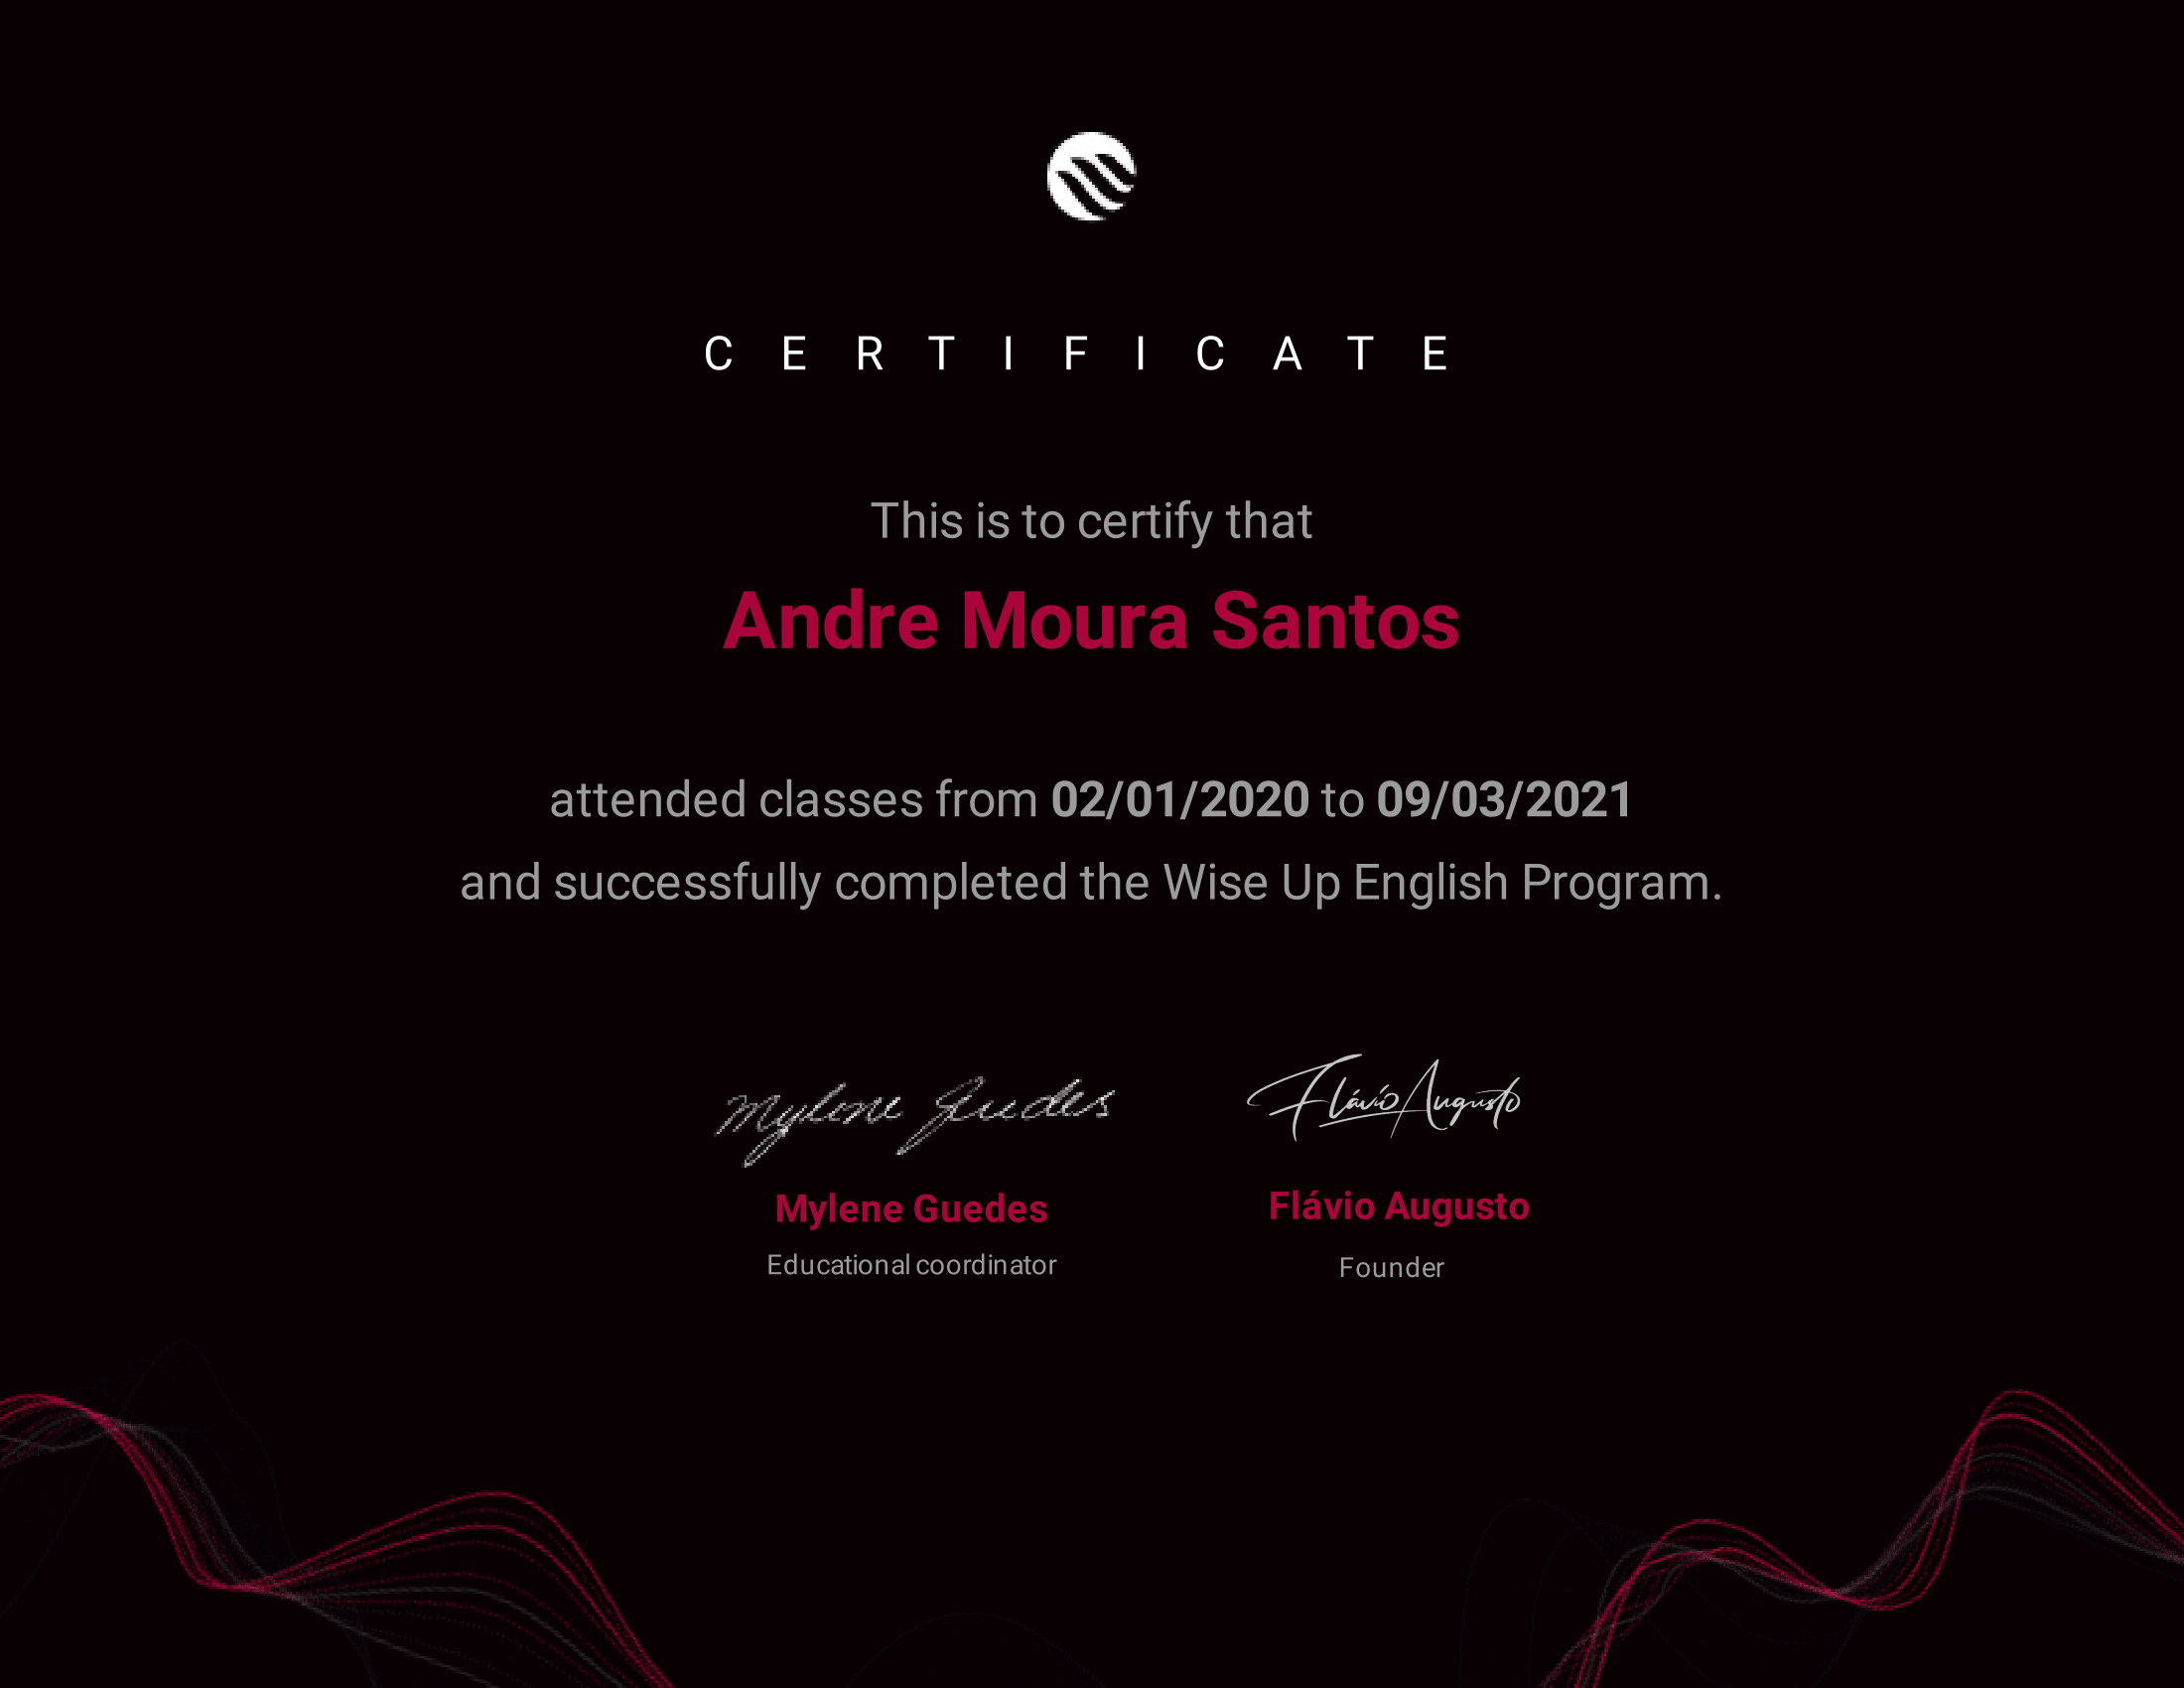 CERTIFICATE
This is to certify that
Andre Moura Santos
attended classes from 02/01/2020 to 09/03/2021
and successfully completed the Wise Up English Program.
Mylene Guedes
Flávio Augusto
Mylene Guedes
Educational coordinator
Flávio Augusto
Founder